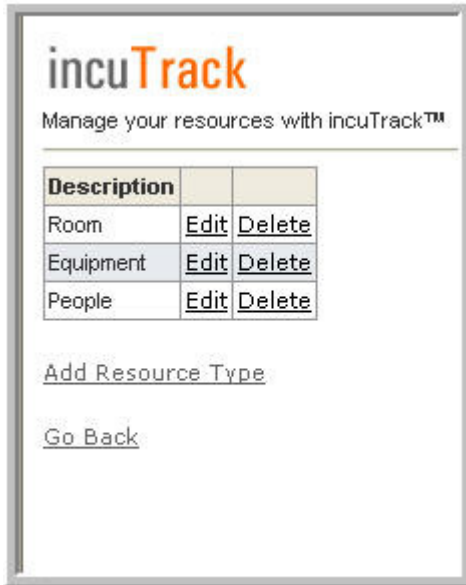 incuTrack
Manage your resources with incuTrack™
Description
Room Edit Delete
Equipment Edit Delete
People Edit Delete
Add Resource Type
Go Back